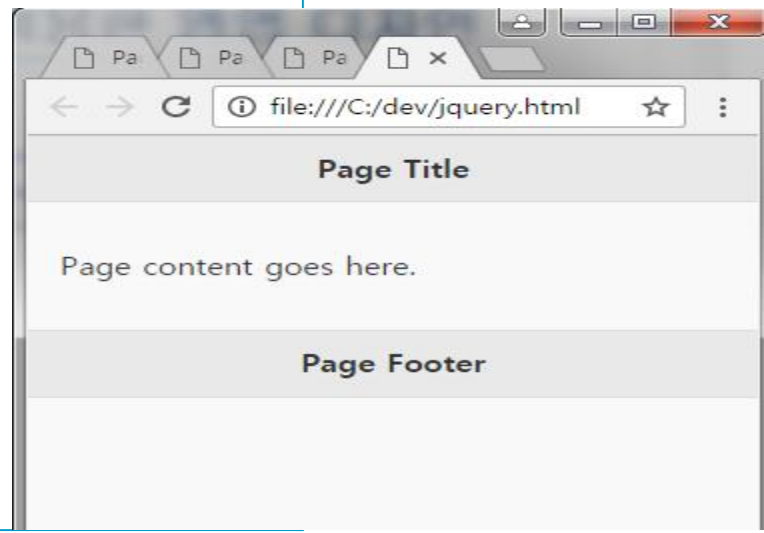 Pa Pa Pa
file:///C:/dev/jquery.html
Page Title
Page content goes here.
Page Footer